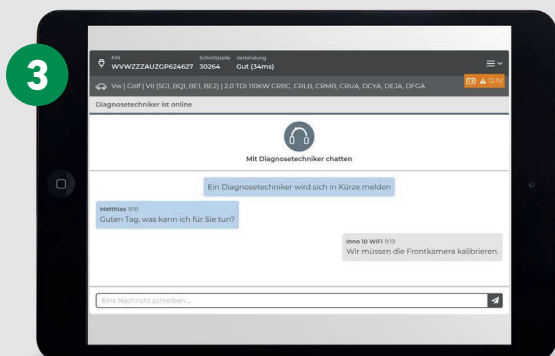 3
FIN Schnittstelle Verbindung
WVWZZZAUZGP624627 30264 Gut (34ms)
Vw | Golf | VII (5G1, BQ1, BE1, BE2) | 2.0 TDI 110KW CRBC, CRLB, CRMB, CRUA, DCYA, DEJA, DFGA
12.1V
Diagnosetechniker ist online
Mit Diagnosetechniker chatten
Ein Diagnosetechniker wird sich in Kürze melden
Matthias 9:19
Guten Tag, was kann ich für Sie tun?
Inno 10 WiFi 9:19
Wir müssen die Frontkamera kalibrieren.
Eine Nachricht schreiben ...